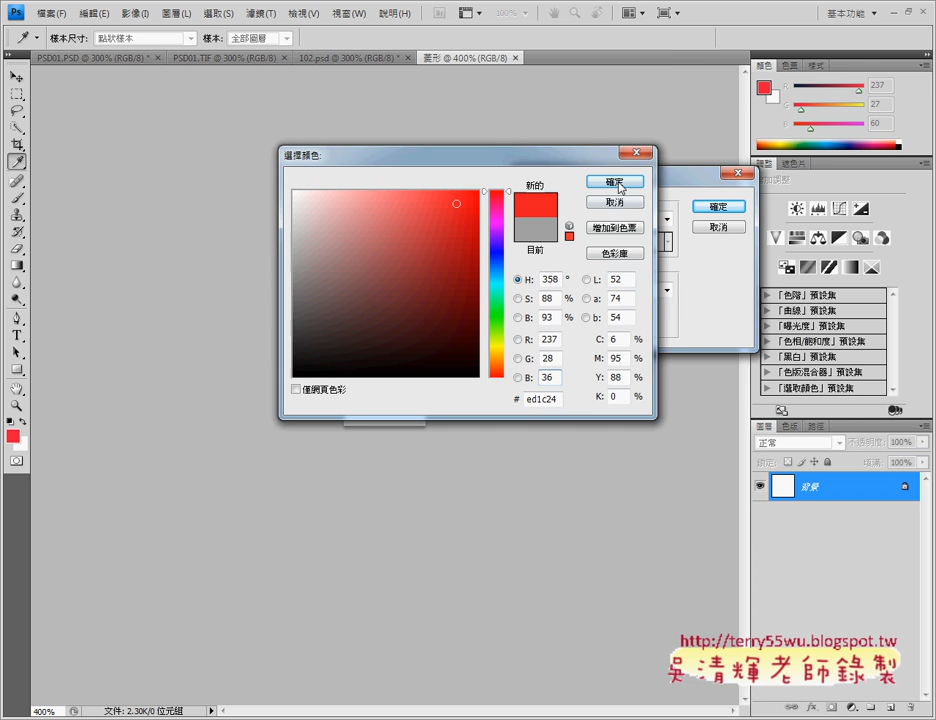 Ps 檔案(F) 編輯(E) 影像(I) 圖層(L) 選取(S) 濾鏡(T) 檢視(V) 視窗(W) 說明(H) 100% 基本功能
樣本尺寸: 點狀樣本 樣本: 全部圖層
PSD01.PSD @ 300% (RGB/8) * × PSD01.TIF @ 300% (RGB/8) × 102.psd @ 300% (RGB/8) * × 菱形 @ 400% (RGB/8) ×
顏色 色票 樣式
R 237
G 27
B 60
調整 遮色片
增加調整
「色階」預設集
「曲線」預設集
「曝光度」預設集
「色相/飽和度」預設集
「黑白」預設集
「色版混合器」預設集
「選取顏色」預設集
圖層 色版 路徑
正常 不透明度: 100%
鎖定: 填滿: 100%
背景
選擇顏色:
新的
目前
確定
取消
增加到色票
色彩庫
H: 358 ° L: 52
S: 88 % a: 74
B: 93 % b: 54
R: 237 C: 6 %
G: 28 M: 95 %
B: 36 Y: 88 %
# ed1c24 K: 0 %
僅網頁色彩
確定
取消
http://terry55wu.blogspot.tw
吳清輝老師錄製
400% 文件: 2.30K/0 位元組